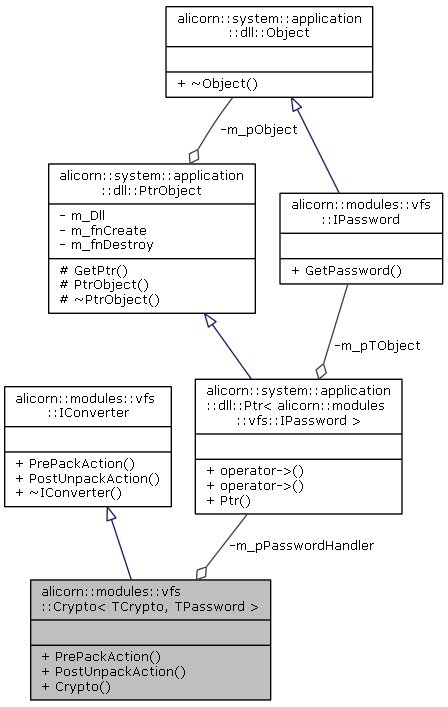 alicorn::system::application
::dll::Object
+ ~Object()
-m_pObject
alicorn::system::application
::dll::PtrObject
- m_Dll
- m_fnCreate
- m_fnDestroy
# GetPtr()
# PtrObject()
# ~PtrObject()
alicorn::modules::vfs
::IPassword
+ GetPassword()
-m_pTObject
alicorn::system::application
::dll::Ptr< alicorn::modules
::vfs::IPassword >
+ operator->()
+ operator->()
+ Ptr()
alicorn::modules::vfs
::IConverter
+ PrePackAction()
+ PostUnpackAction()
+ ~IConverter()
-m_pPasswordHandler
alicorn::modules::vfs
::Crypto< TCrypto, TPassword >
+ PrePackAction()
+ PostUnpackAction()
+ Crypto()